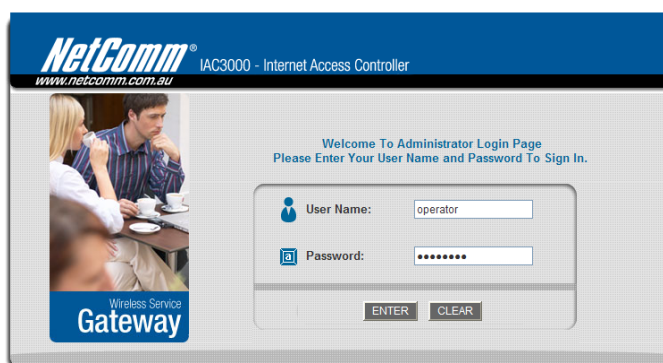 NetComm® IAC3000 - Internet Access Controller
www.netcomm.com.au
Welcome To Administrator Login Page
Please Enter Your User Name and Password To Sign In.
User Name: operator
a Password: ●●●●●●●●
ENTER CLEAR
Wireless Service
Gateway